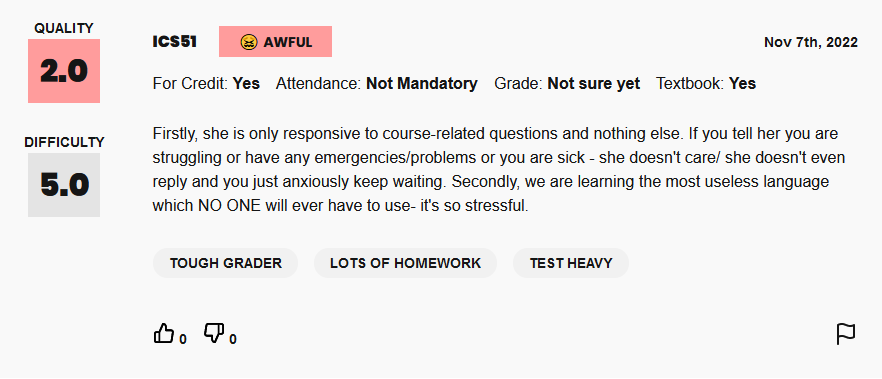 QUALITY
2.0
DIFFICULTY
5.0
ICS51
😖 AWFUL
Nov 7th, 2022
For Credit: Yes Attendance: Not Mandatory Grade: Not sure yet Textbook: Yes
Firstly, she is only responsive to course-related questions and nothing else. If you tell her you are
struggling or have any emergencies/problems or you are sick - she doesn't care/ she doesn't even
reply and you just anxiously keep waiting. Secondly, we are learning the most useless language
which NO ONE will ever have to use- it's so stressful.
TOUGH GRADER LOTS OF HOMEWORK TEST HEAVY
0 0